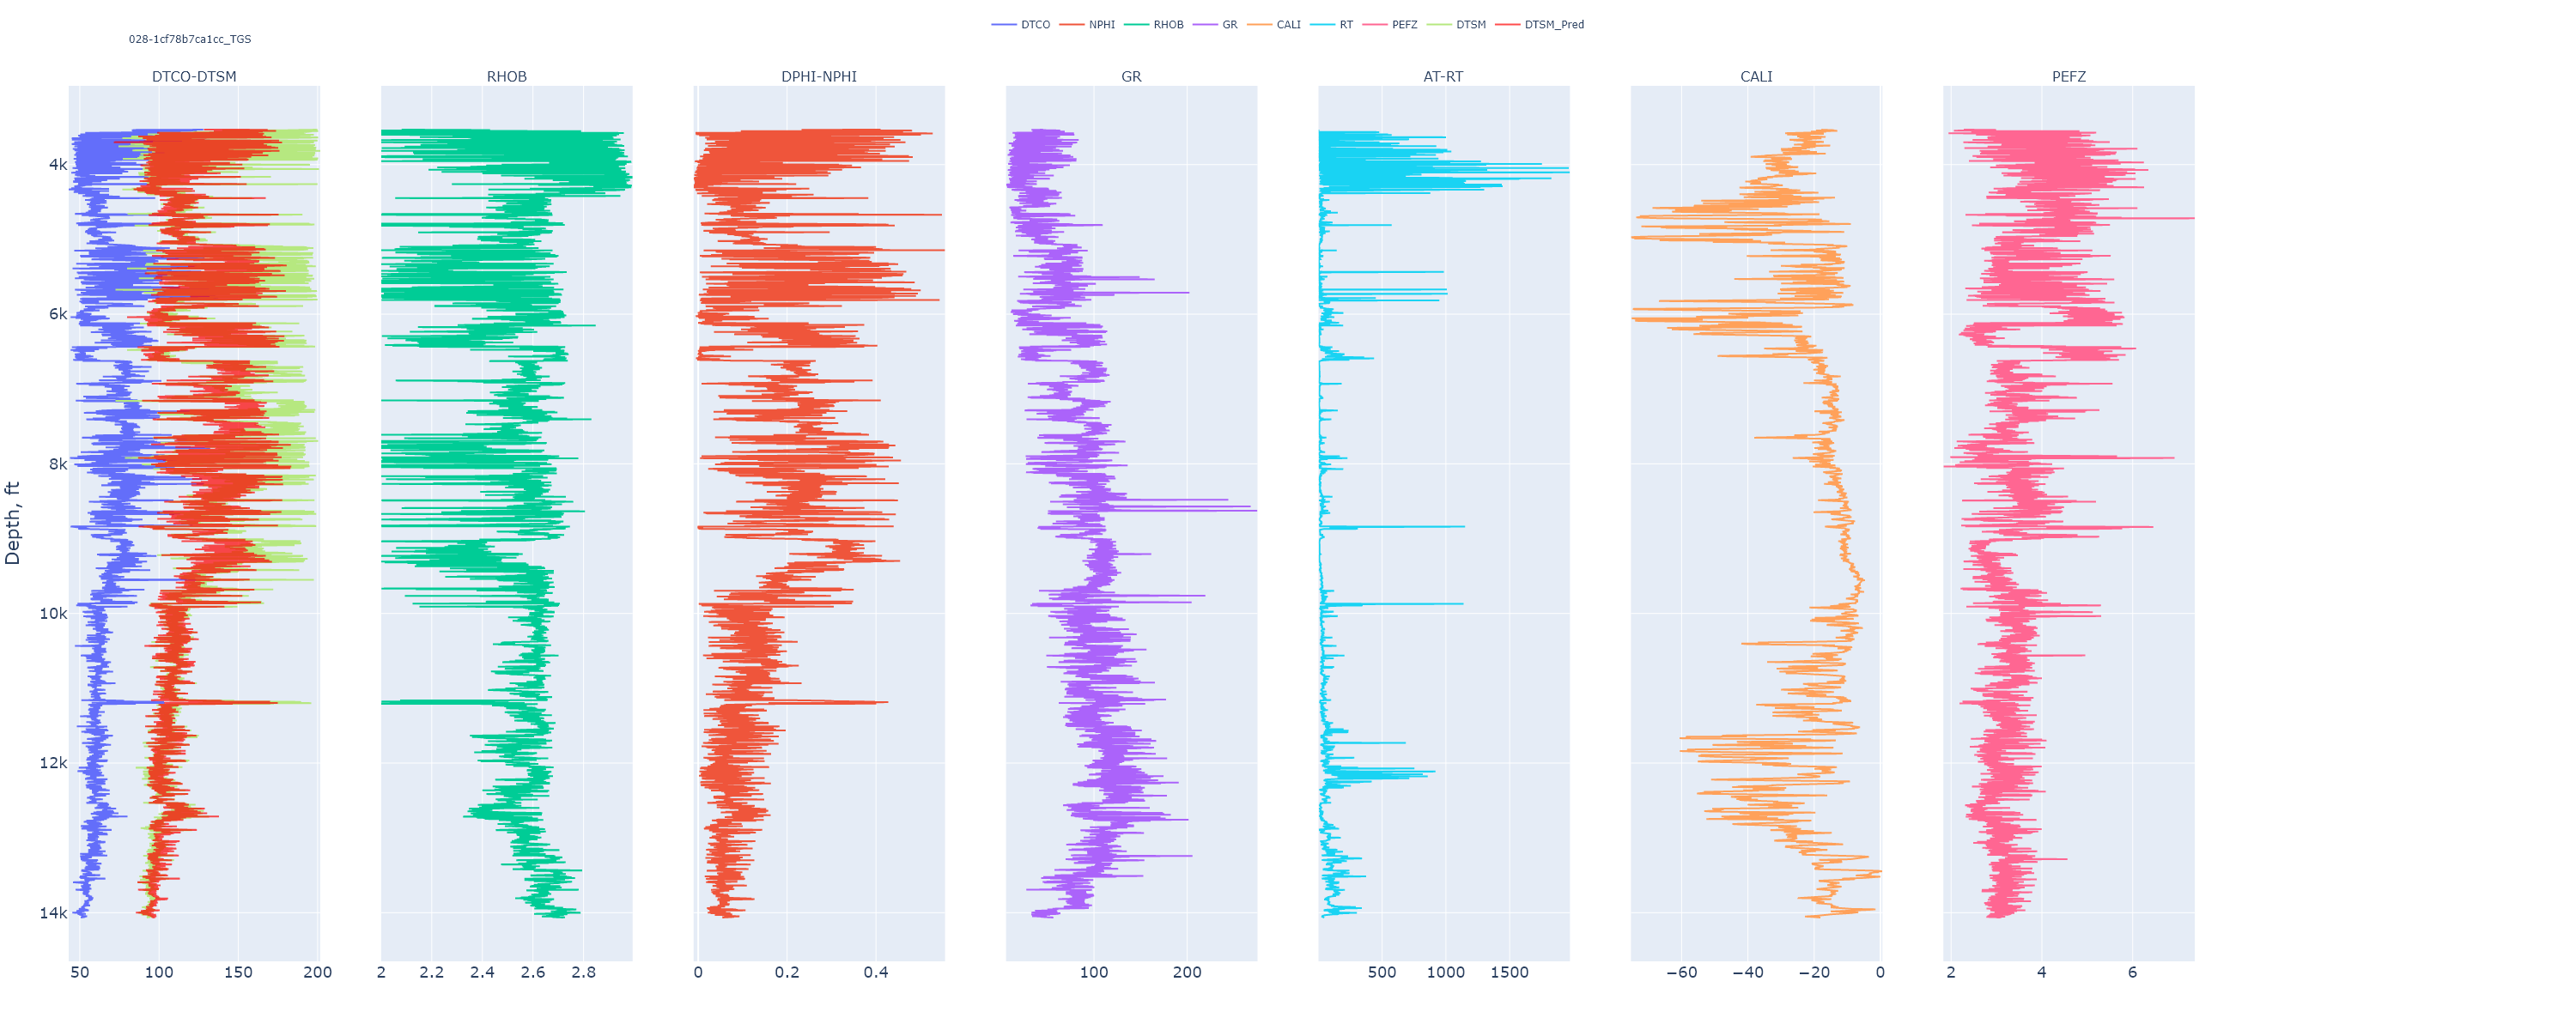 DTCO NPHI RHOB GR CALI RT PEFZ DTSM DTSM_Pred
028-1cf78b7ca1cc_TGS
DTCO-DTSM RHOB DPHI-NPHI GR AT-RT CALI PEFZ
Depth, ft
4k
6k
8k
10k
12k
14k
50 100 150 200 2 2.2 2.4 2.6 2.8 0 0.2 0.4 100 200 500 1000 1500 −60 −40 −20 0 2 4 6